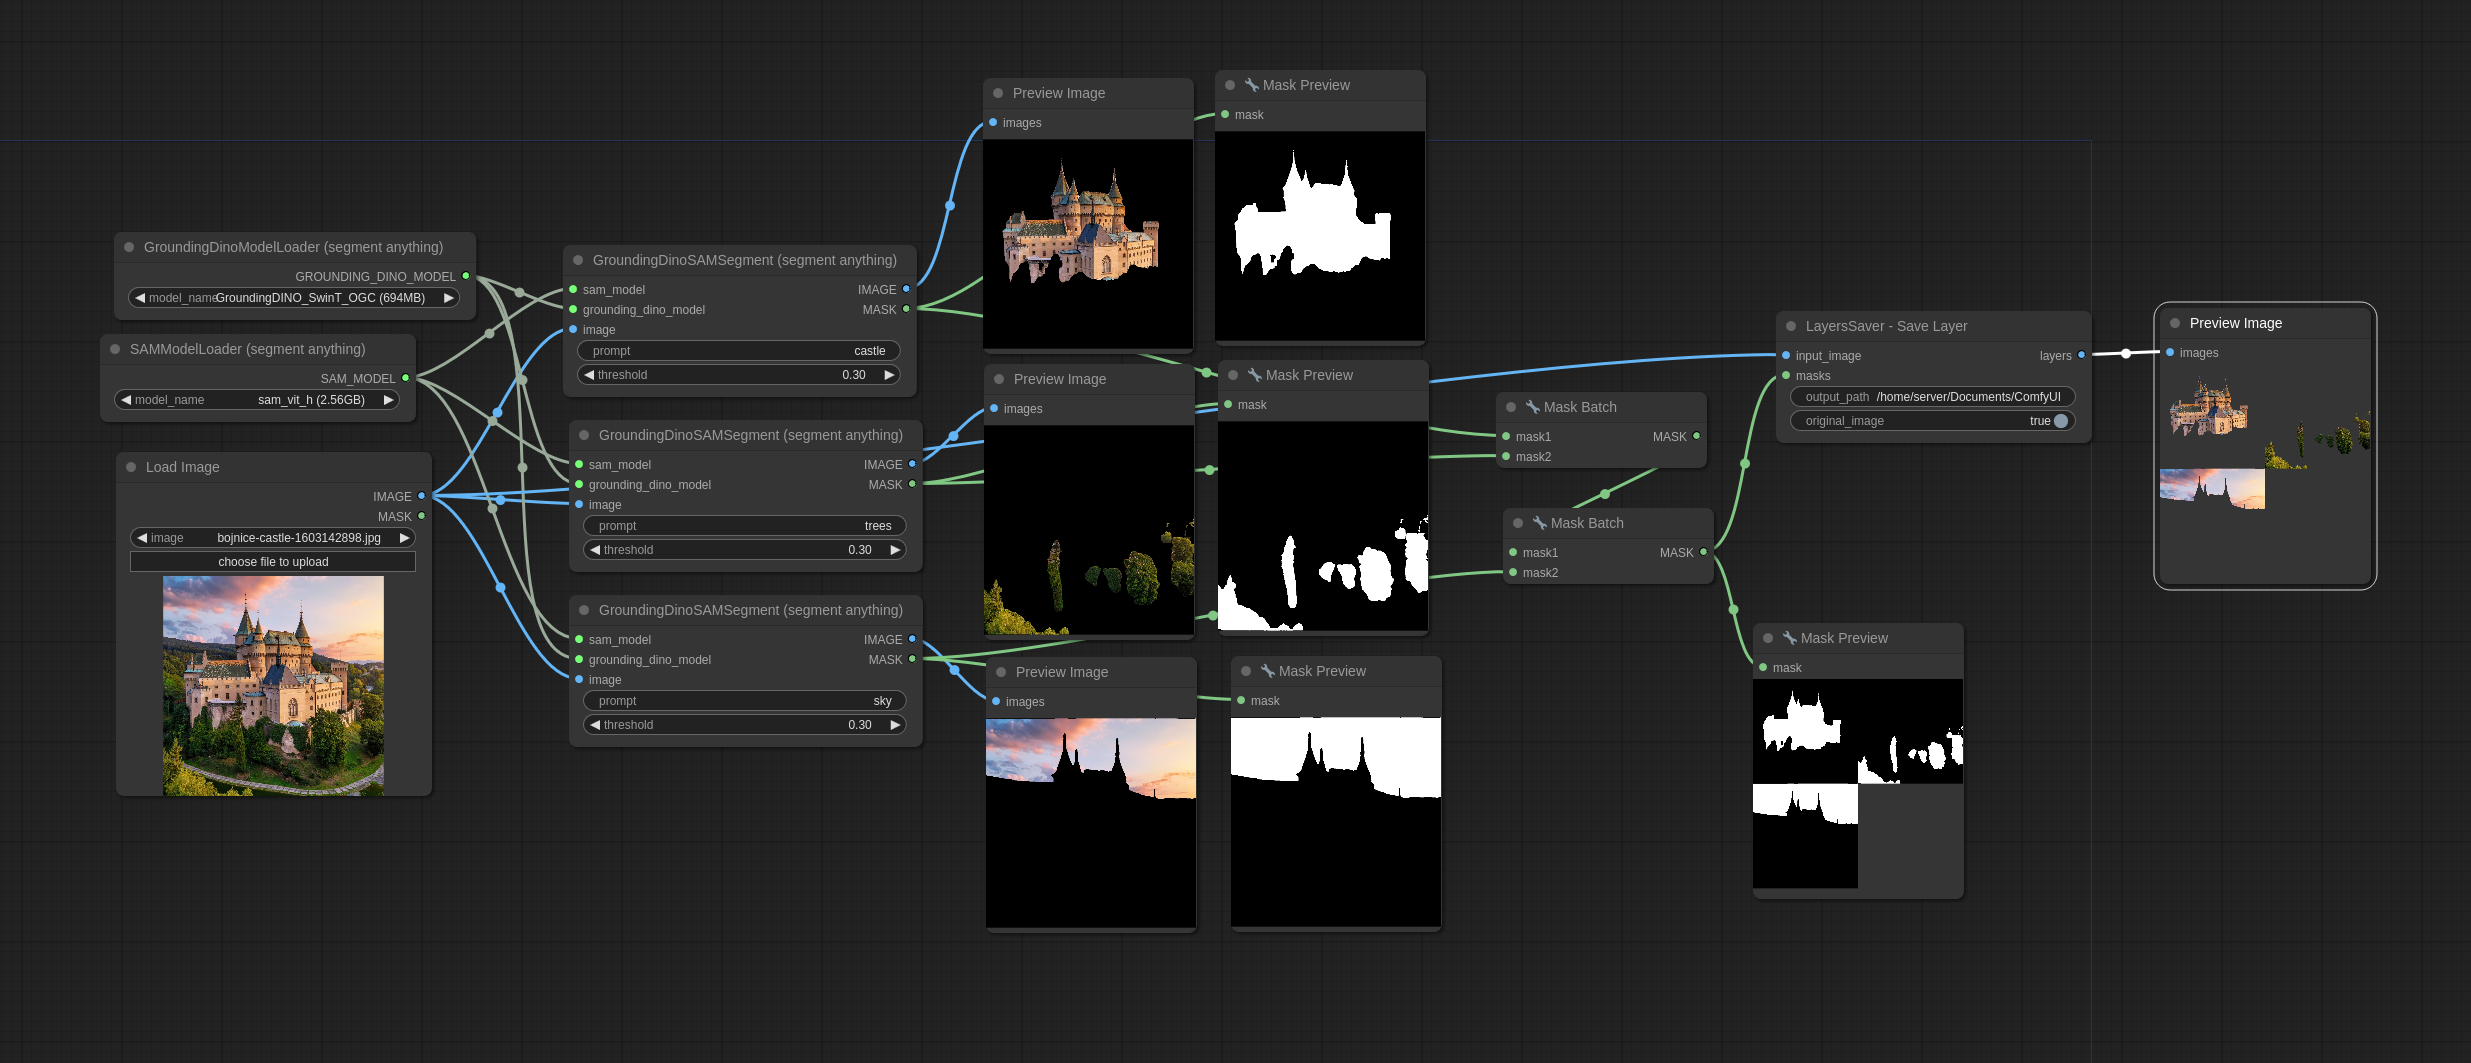 GroundingDinoModelLoader (segment anything)
GROUNDING_DINO_MODEL
model_name GroundingDINO_SwinT_OGC (694MB)
SAMModelLoader (segment anything)
SAM_MODEL
model_name sam_vit_h (2.56GB)
Load Image
IMAGE
MASK
image bojnice-castle-1603142898.jpg
choose file to upload
GroundingDinoSAMSegment (segment anything)
sam_model IMAGE
grounding_dino_model MASK
image
prompt castle
threshold 0.30
GroundingDinoSAMSegment (segment anything)
sam_model IMAGE
grounding_dino_model MASK
image
prompt trees
threshold 0.30
GroundingDinoSAMSegment (segment anything)
sam_model IMAGE
grounding_dino_model MASK
image
prompt sky
threshold 0.30
Preview Image
images
Mask Preview
mask
Preview Image
images
Mask Preview
mask
Preview Image
images
Mask Preview
mask
Mask Batch
mask1 MASK
mask2
Mask Batch
mask1 MASK
mask2
LayersSaver - Save Layer
input_image layers
masks
output_path /home/server/Documents/ComfyUI
original_image true
Mask Preview
mask
Preview Image
images